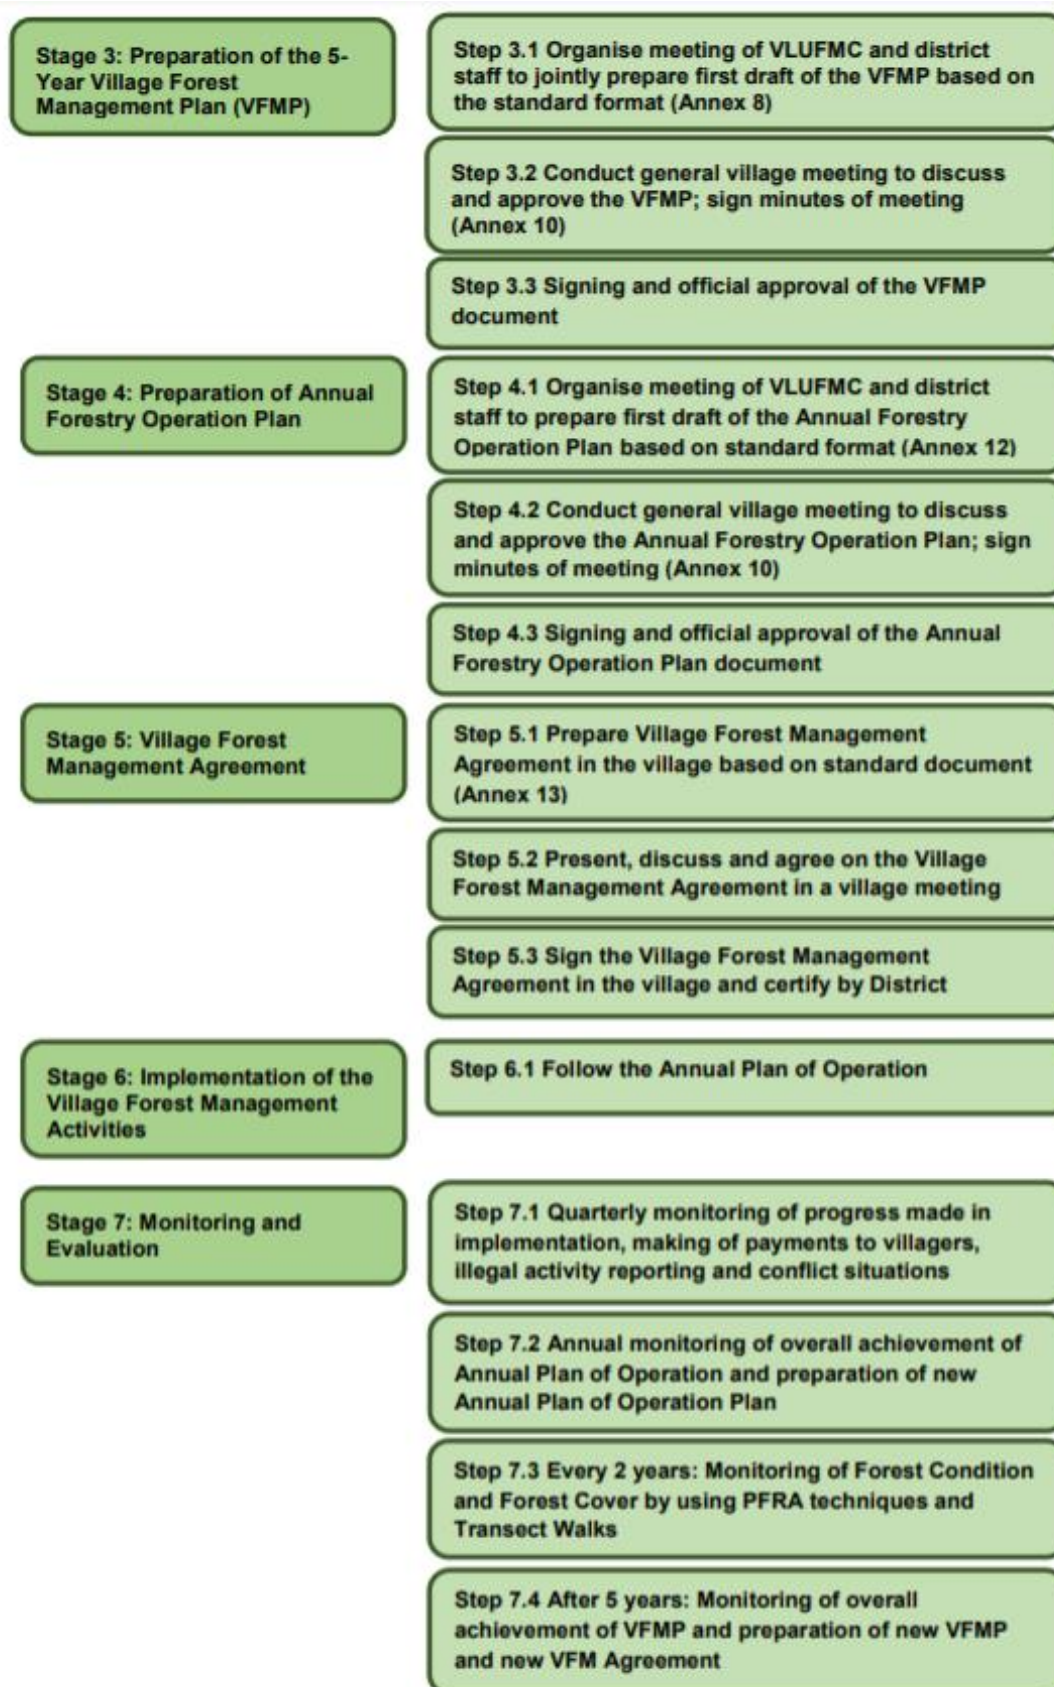 Stage 3: Preparation of the 5-
Year Village Forest
Management Plan (VFMP)
Step 3.1 Organise meeting of VLUFMC and district
staff to jointly prepare first draft of the VFMP based on
the standard format (Annex 8)
Step 3.2 Conduct general village meeting to discuss
and approve the VFMP; sign minutes of meeting
(Annex 10)
Step 3.3 Signing and official approval of the VFMP
document
Stage 4: Preparation of Annual
Forestry Operation Plan
Step 4.1 Organise meeting of VLUFMC and district
staff to prepare first draft of the Annual Forestry
Operation Plan based on standard format (Annex 12)
Step 4.2 Conduct general village meeting to discuss
and approve the Annual Forestry Operation Plan; sign
minutes of meeting (Annex 10)
Step 4.3 Signing and official approval of the Annual
Forestry Operation Plan document
Stage 5: Village Forest
Management Agreement
Step 5.1 Prepare Village Forest Management
Agreement in the village based on standard document
(Annex 13)
Step 5.2 Present, discuss and agree on the Village
Forest Management Agreement in a village meeting
Step 5.3 Sign the Village Forest Management
Agreement in the village and certify by District
Stage 6: Implementation of the
Village Forest Management
Activities
Step 6.1 Follow the Annual Plan of Operation
Stage 7: Monitoring and
Evaluation
Step 7.1 Quarterly monitoring of progress made in
implementation, making of payments to villagers,
illegal activity reporting and conflict situations
Step 7.2 Annual monitoring of overall achievement of
Annual Plan of Operation and preparation of new
Annual Plan of Operation Plan
Step 7.3 Every 2 years: Monitoring of Forest Condition
and Forest Cover by using PFRA techniques and
Transect Walks
Step 7.4 After 5 years: Monitoring of overall
achievement of VFMP and preparation of new VFMP
and new VFM Agreement